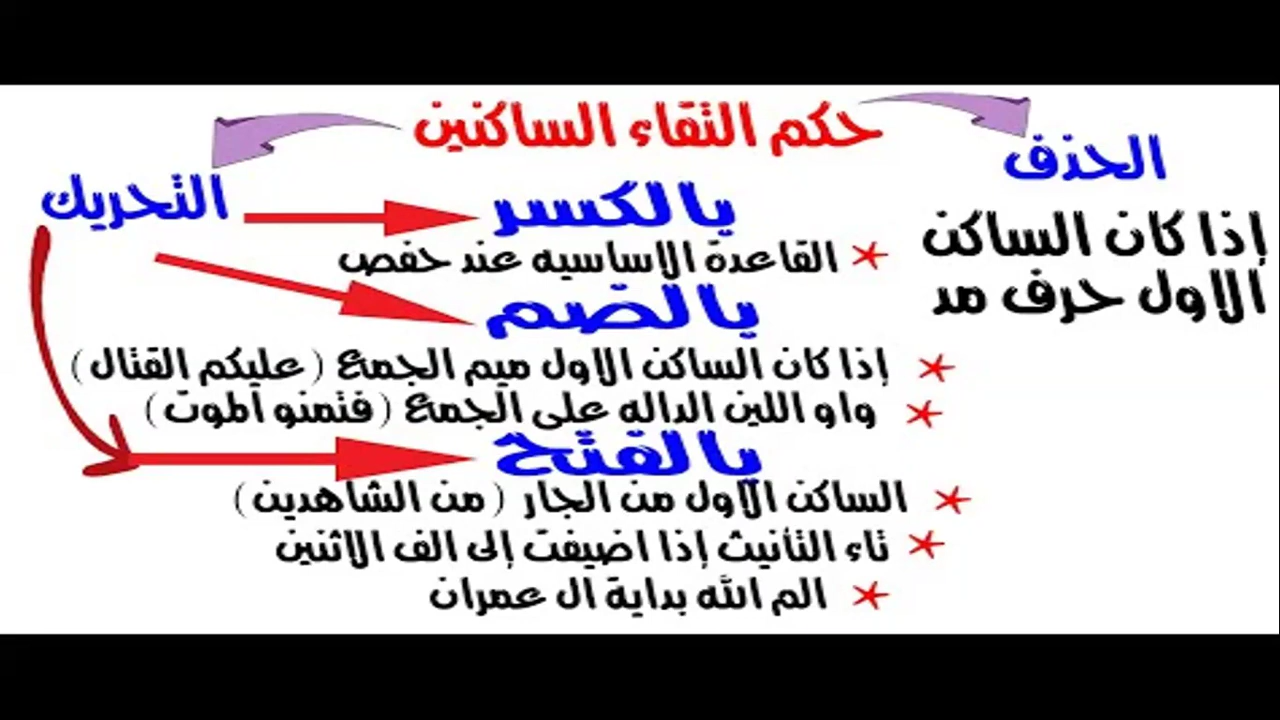 حكم التقاء الساكنين
الحذف
إذا كان الساكن
الاول حرف مد
التحريك
بالكسر
* القاعدة الاساسيه عند حفص
بالضم
* إذا كان الساكن الاول ميم الجمع (عليكم القتال)
* واو اللين الداله على الجمع (فتمنو الموت)
بالفتح
* الساكن الاول من الجار (من الشاهدين)
* تاء التأنيث إذا اضيفت إلى الف الاثنين
* الم الله بداية ال عمران